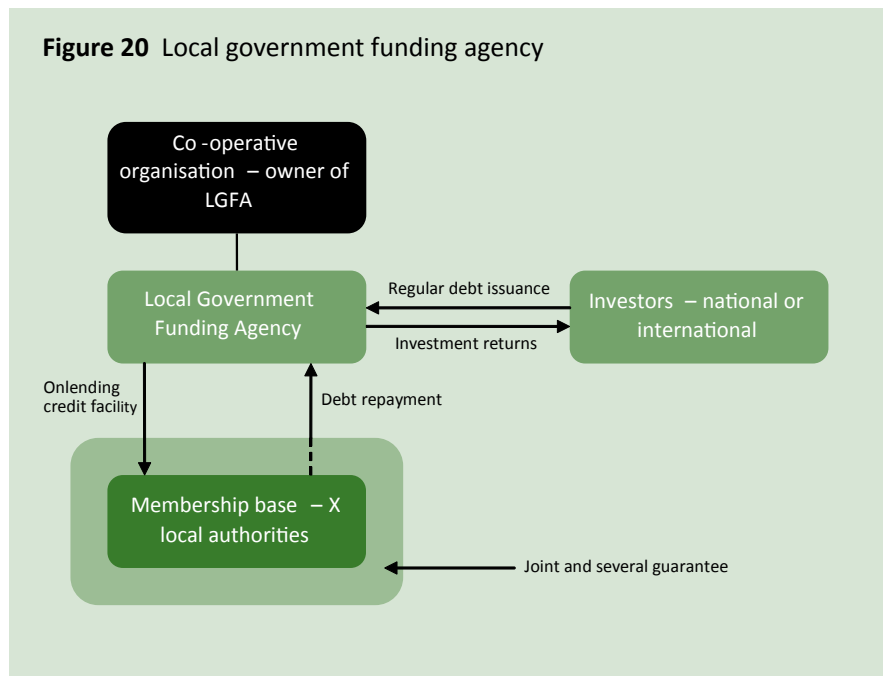 Figure 20 Local government funding agency
Co -operative
organisation – owner of
LGFA
Local Government
Funding Agency
Regular debt issuance
Investment returns
Investors – national or
international
Onlending
credit facility
Debt repayment
Membership base – X
local authorities
Joint and several guarantee